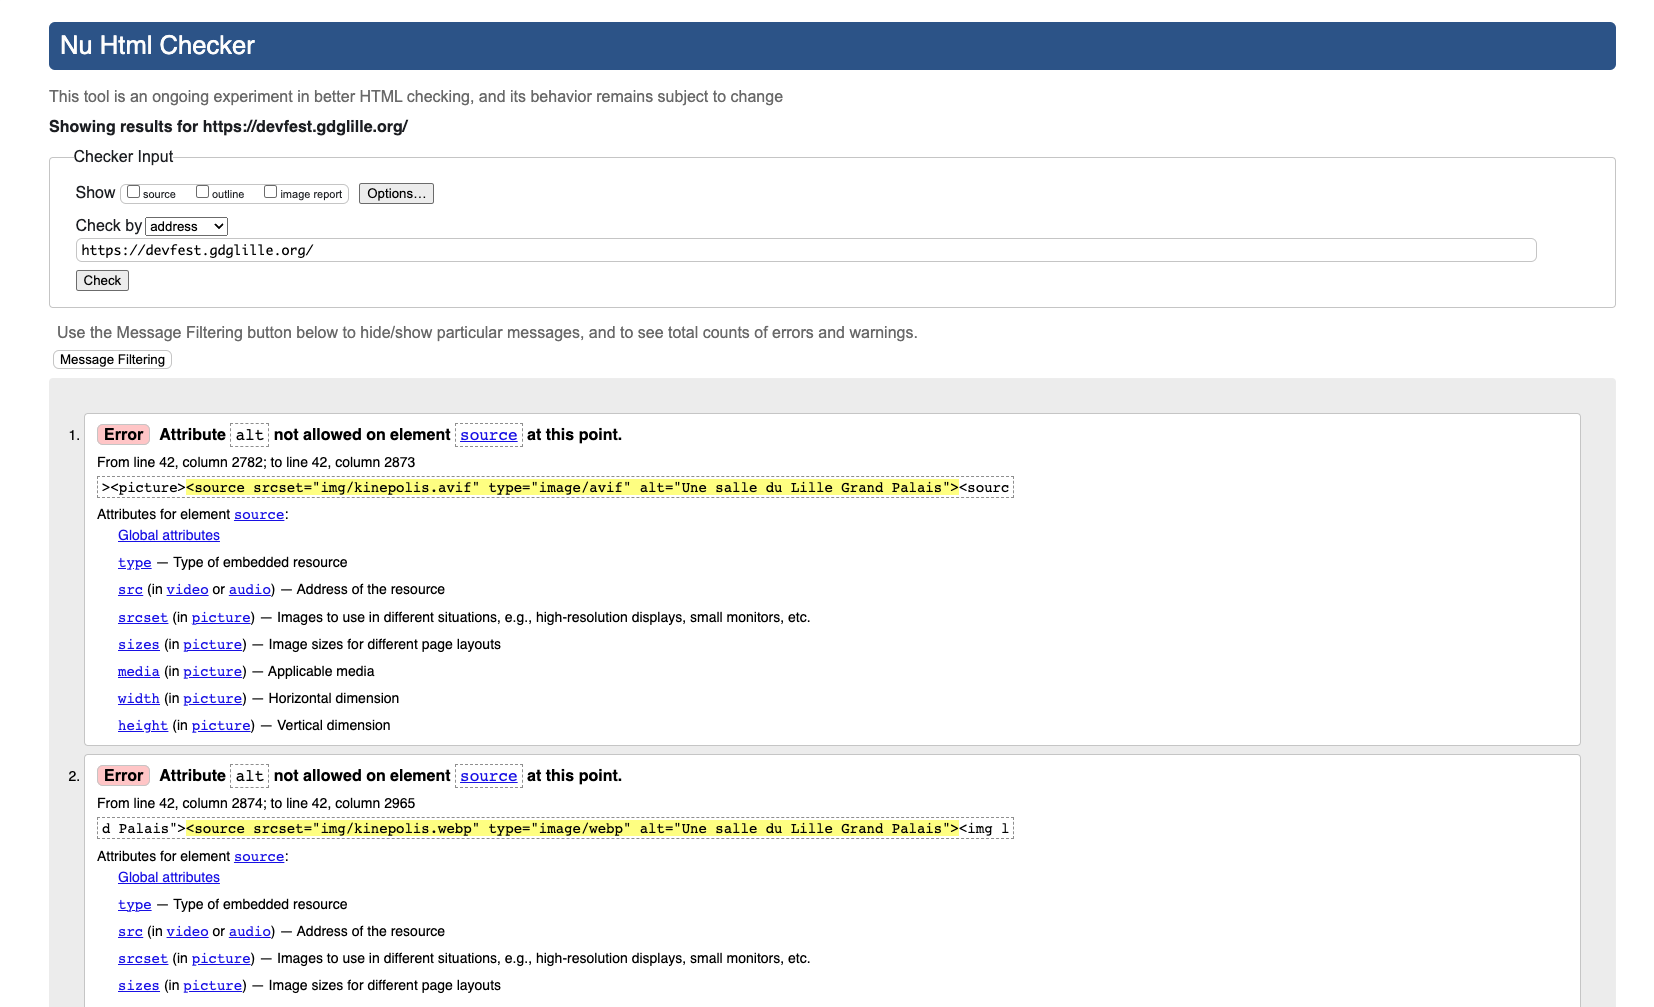 Nu Html Checker
This tool is an ongoing experiment in better HTML checking, and its behavior remains subject to change
Showing results for https://devfest.gdglille.org/
Checker Input
Show source outline image report Options...
Check by address
https://devfest.gdglille.org/
Check
Use the Message Filtering button below to hide/show particular messages, and to see total counts of errors and warnings.
Message Filtering
1. Error Attribute alt not allowed on element source at this point.
From line 42, column 2782; to line 42, column 2873
><picture><source srcset="img/kinepolis.avif" type="image/avif" alt="Une salle du Lille Grand Palais"><sourc
Attributes for element source:
Global attributes
type — Type of embedded resource
src (in video or audio) — Address of the resource
srcset (in picture) — Images to use in different situations, e.g., high-resolution displays, small monitors, etc.
sizes (in picture) — Image sizes for different page layouts
media (in picture) — Applicable media
width (in picture) — Horizontal dimension
height (in picture) — Vertical dimension
2. Error Attribute alt not allowed on element source at this point.
From line 42, column 2874; to line 42, column 2965
d Palais"><source srcset="img/kinepolis.webp" type="image/webp" alt="Une salle du Lille Grand Palais"><img l
Attributes for element source:
Global attributes
type — Type of embedded resource
src (in video or audio) — Address of the resource
srcset (in picture) — Images to use in different situations, e.g., high-resolution displays, small monitors, etc.
sizes (in picture) — Image sizes for different page layouts